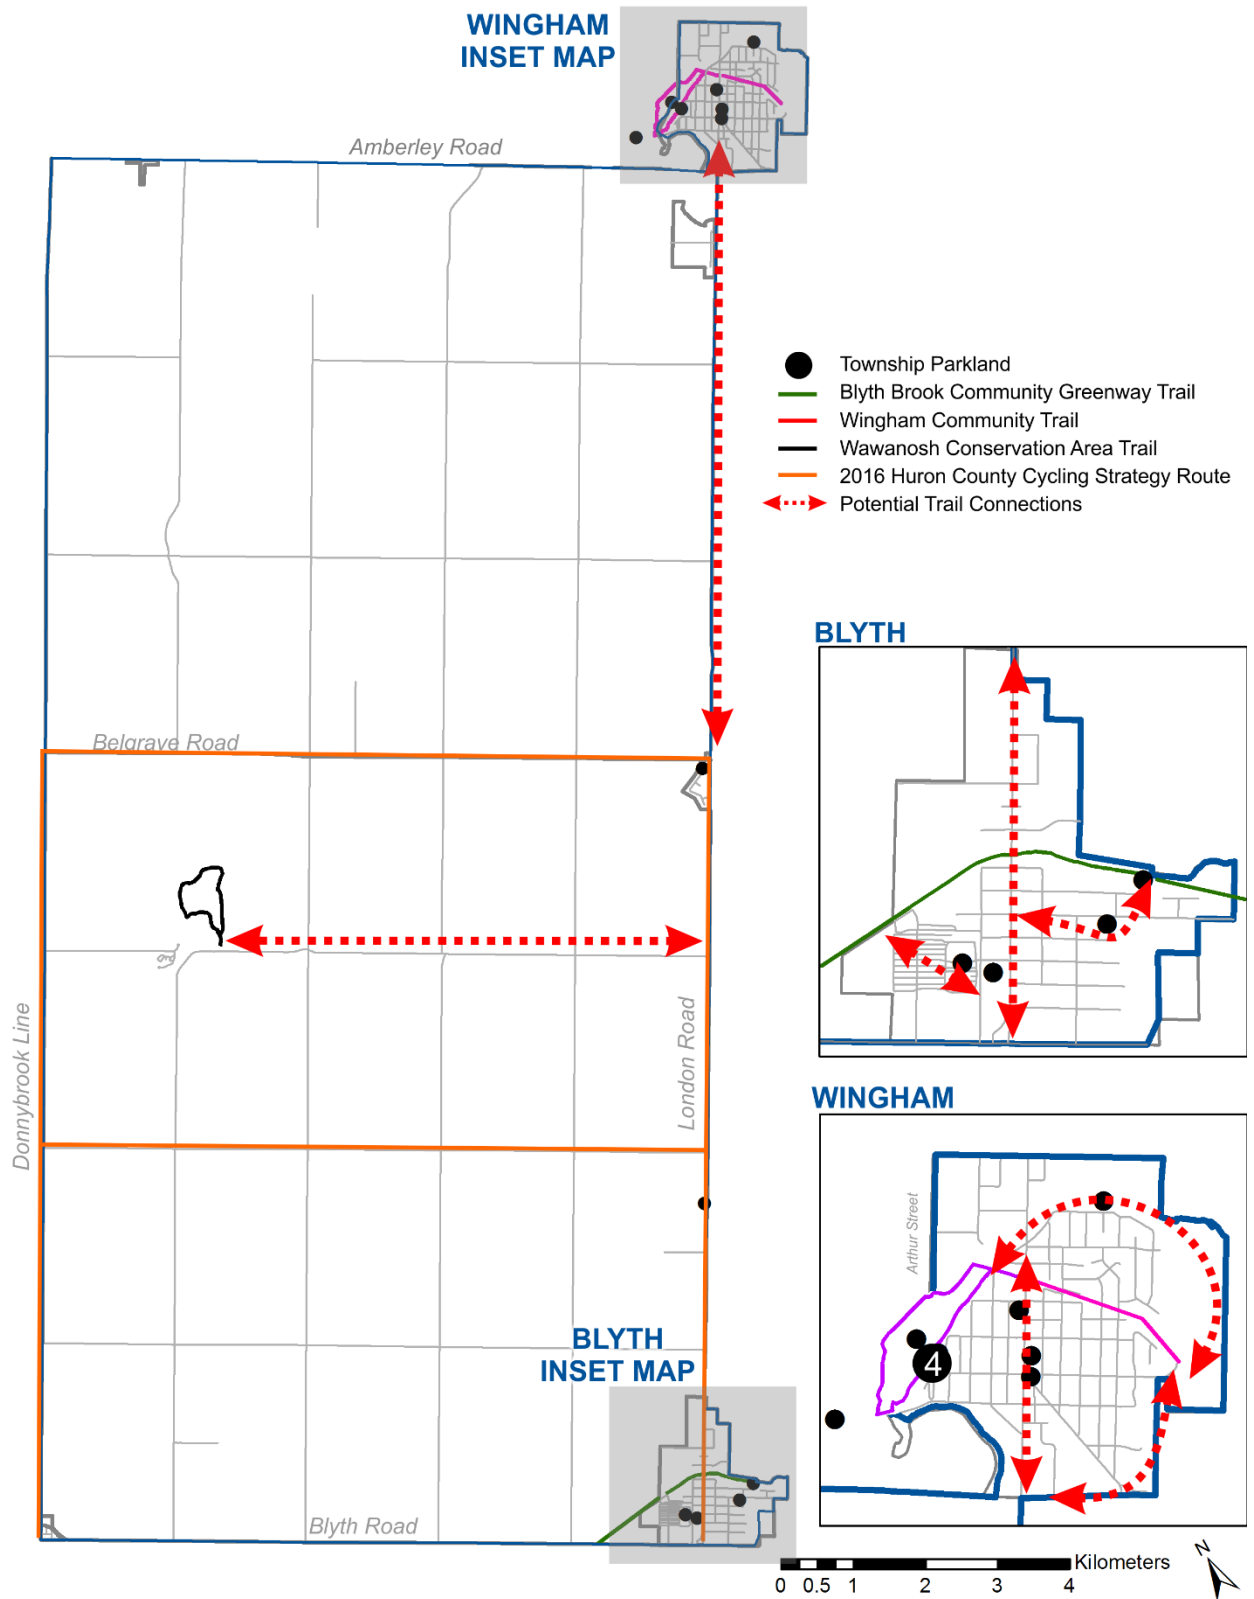 WINGHAM
INSET MAP
Amberley Road
Township Parkland
Blyth Brook Community Greenway Trail
Wingham Community Trail
Wawanosh Conservation Area Trail
2016 Huron County Cycling Strategy Route
Potential Trail Connections
BLYTH
Belgrave Road
Donnybrook Line
London Road
WINGHAM
Arthur Street
4
BLYTH
INSET MAP
Blyth Road
Kilometers
0 0.5 1 2 3 4
N